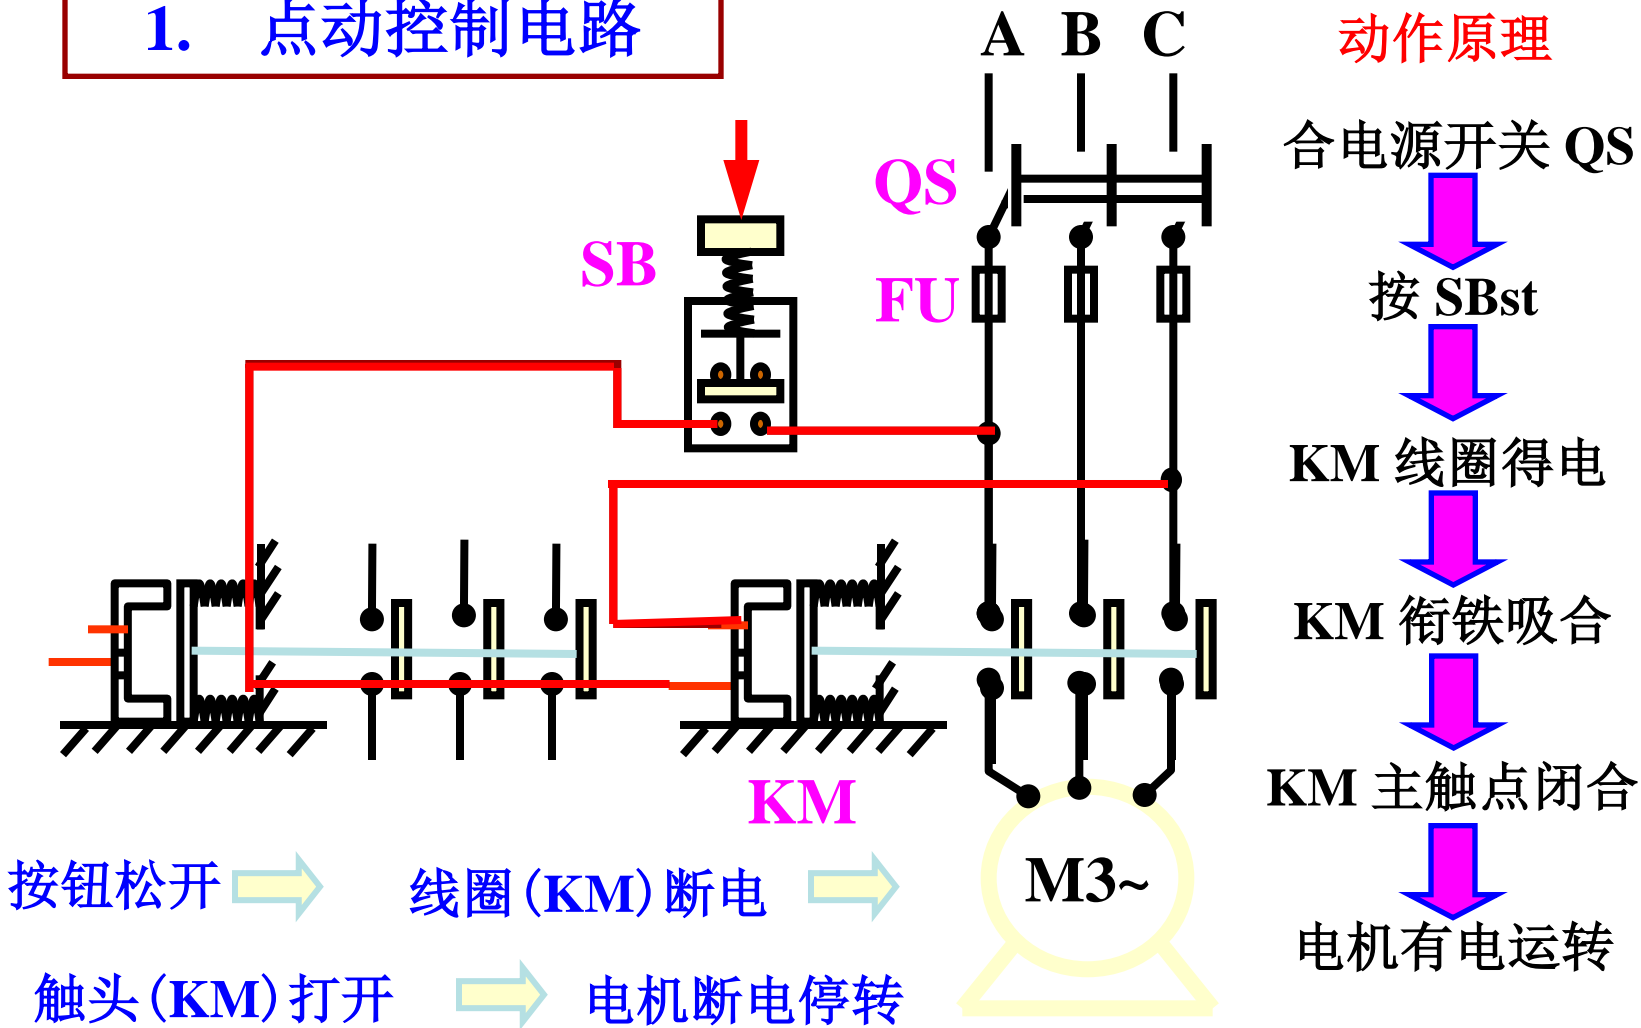 1. 点动控制电路
A B C
动作原理
合电源开关 QS
QS
SB
FU
按 SBst
KM 线圈得电
KM 衔铁吸合
KM 主触点闭合
KM
M3~
电机有电运转
按钮松开
线圈(KM)断电
触头(KM)打开
电机断电停转